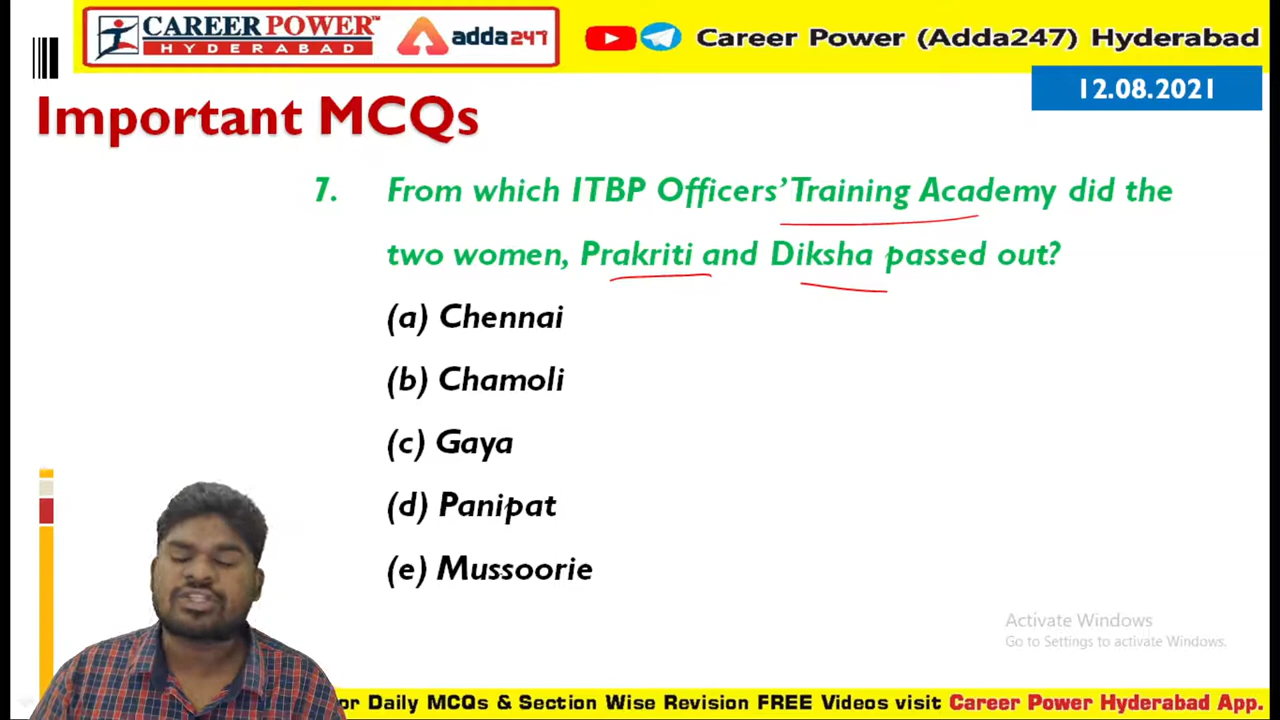 CAREER POWER™
HYDERABAD
adda247
Career Power (Adda247) Hyderabad
12.08.2021
Important MCQs
7. From which ITBP Officers' Training Academy did the
two women, Prakriti and Diksha passed out?
(a) Chennai
(b) Chamoli
(c) Gaya
(d) Panipat
(e) Mussoorie
Activate Windows
Go to Settings to activate Windows.
or Daily MCQs & Section Wise Revision FREE Videos visit Career Power Hyderabad App.